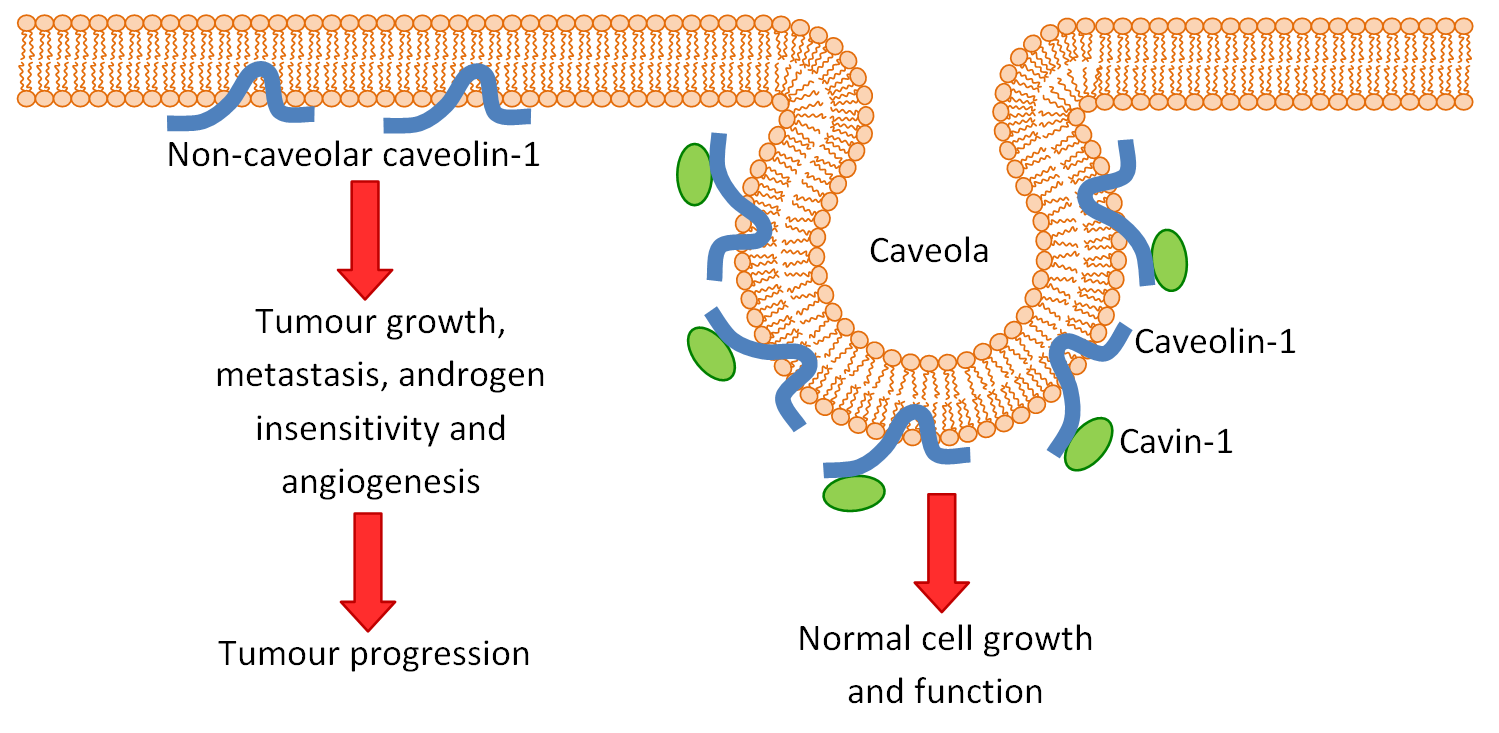 Non-caveolar caveolin-1
Tumour growth,
metastasis, androgen
insensitivity and
angiogenesis
Tumour progression
Caveola
Caveolin-1
Cavin-1
Normal cell growth
and function